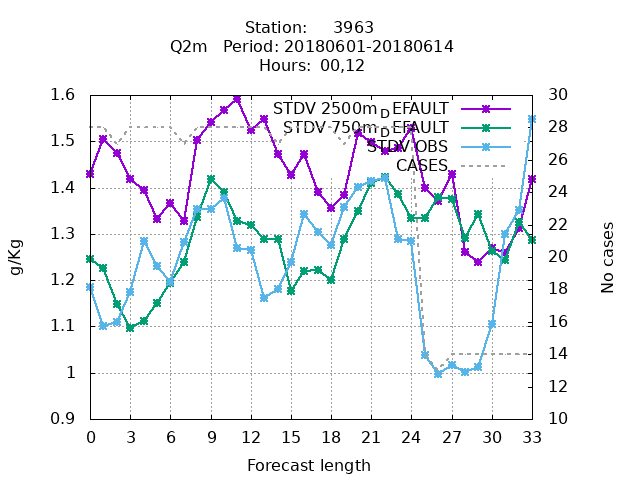 Station: 3963
Q2m Period: 20180601-20180614
Hours: 00,12
STDV 2500m_DEFAULT
STDV 750m_DEFAULT
STDV OBS
CASES
g/Kg
No cases
1.6
1.5
1.4
1.3
1.2
1.1
1
0.9
30
28
26
24
22
20
18
16
14
12
10
0 3 6 9 12 15 18 21 24 27 30 33
Forecast length